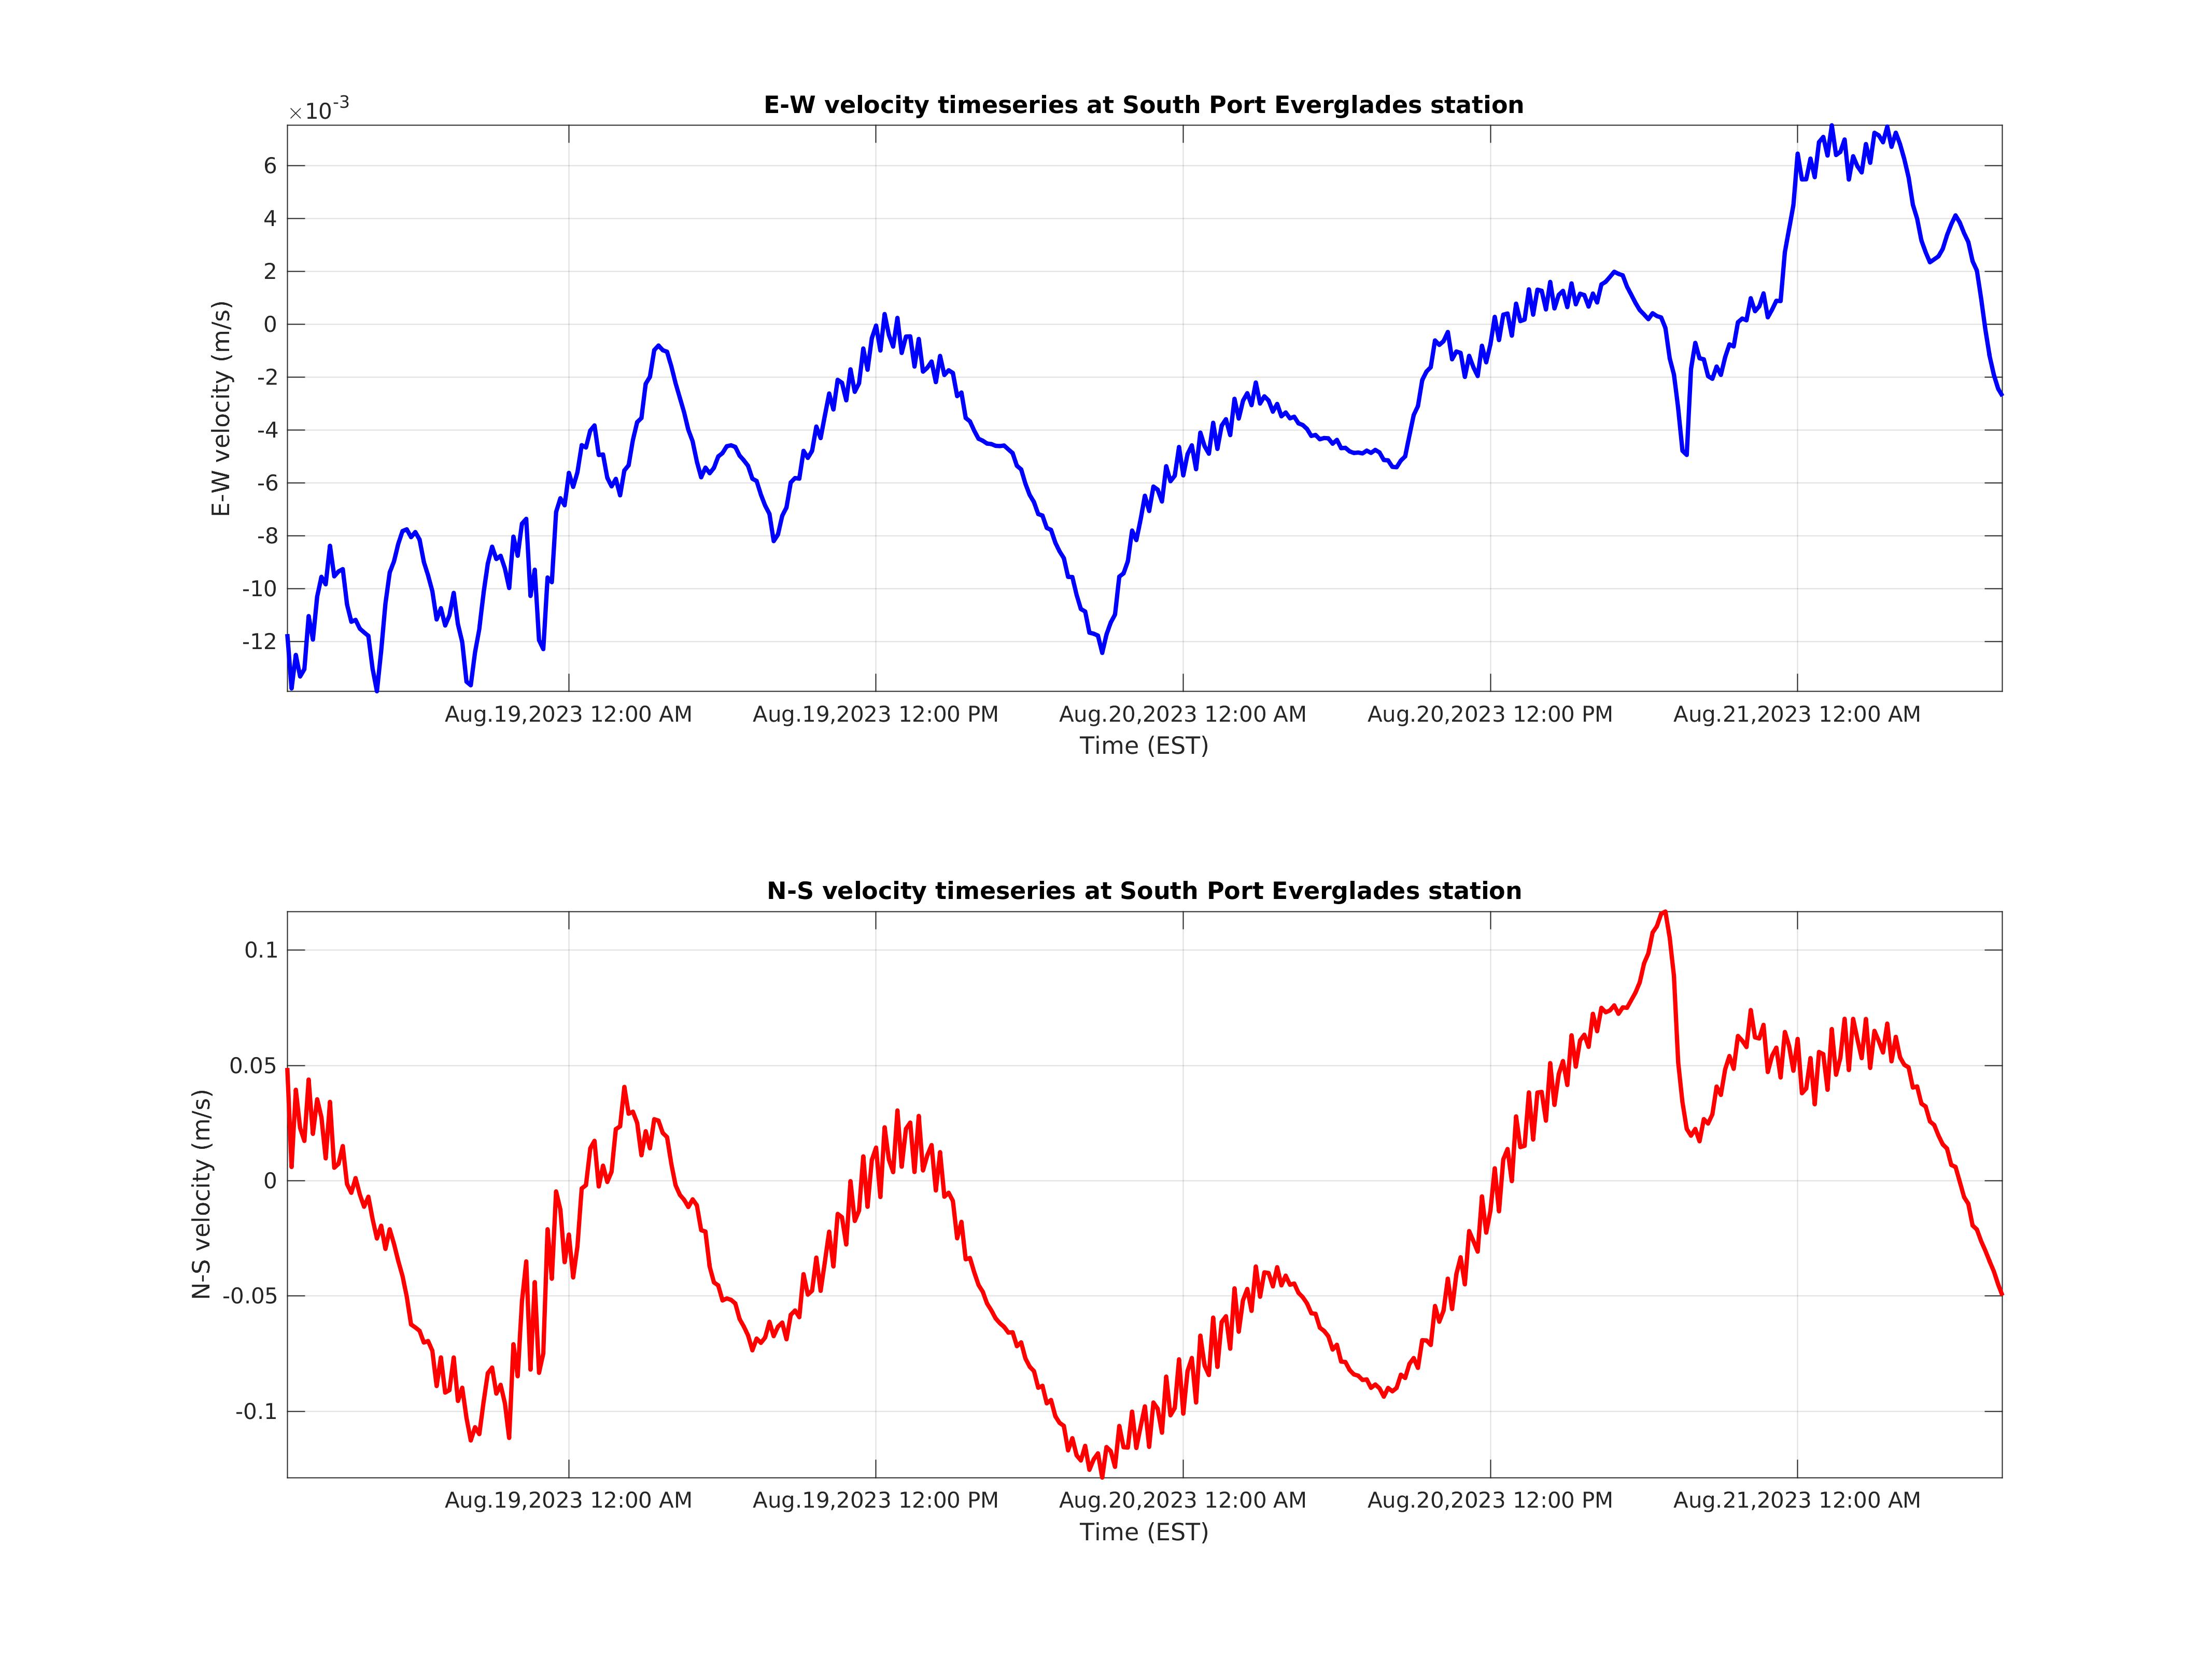 E-W velocity timeseries at South Port Everglades station
×10-3
E-W velocity (m/s)
6
4
2
0
-2
-4
-6
-8
-10
-12
Aug.19,2023 12:00 AM
Aug.19,2023 12:00 PM
Aug.20,2023 12:00 AM
Aug.20,2023 12:00 PM
Aug.21,2023 12:00 AM
Time (EST)
N-S velocity timeseries at South Port Everglades station
N-S velocity (m/s)
0.1
0.05
0
-0.05
-0.1
Aug.19,2023 12:00 AM
Aug.19,2023 12:00 PM
Aug.20,2023 12:00 AM
Aug.20,2023 12:00 PM
Aug.21,2023 12:00 AM
Time (EST)